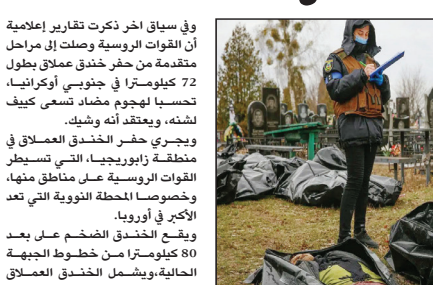 وفي سياق اخر ذكرت تقارير إعلامية
أن القوات الروسية وصلت إلى مراحل
متقدمة من حفر خندق عملاق بطول
72 كيلومترا في جنوبي أوكرانيا،
تحسبا لهجوم مضاد تسعى كييف
لشنه، ويعتقد أنه وشيك.
ويجري حفر الخندق العملاق في
منطقة زابوريجيا، التي تسيطر
القوات الروسية على مناطق منها،
وخصوصا المحطة النووية التي تعد
الأكبر في أوروبا.
ويقع الخندق الضخم على بعد
80 كيلومترا من خطوط الجبهة
الحالية،ويشمل الخندق العملاق